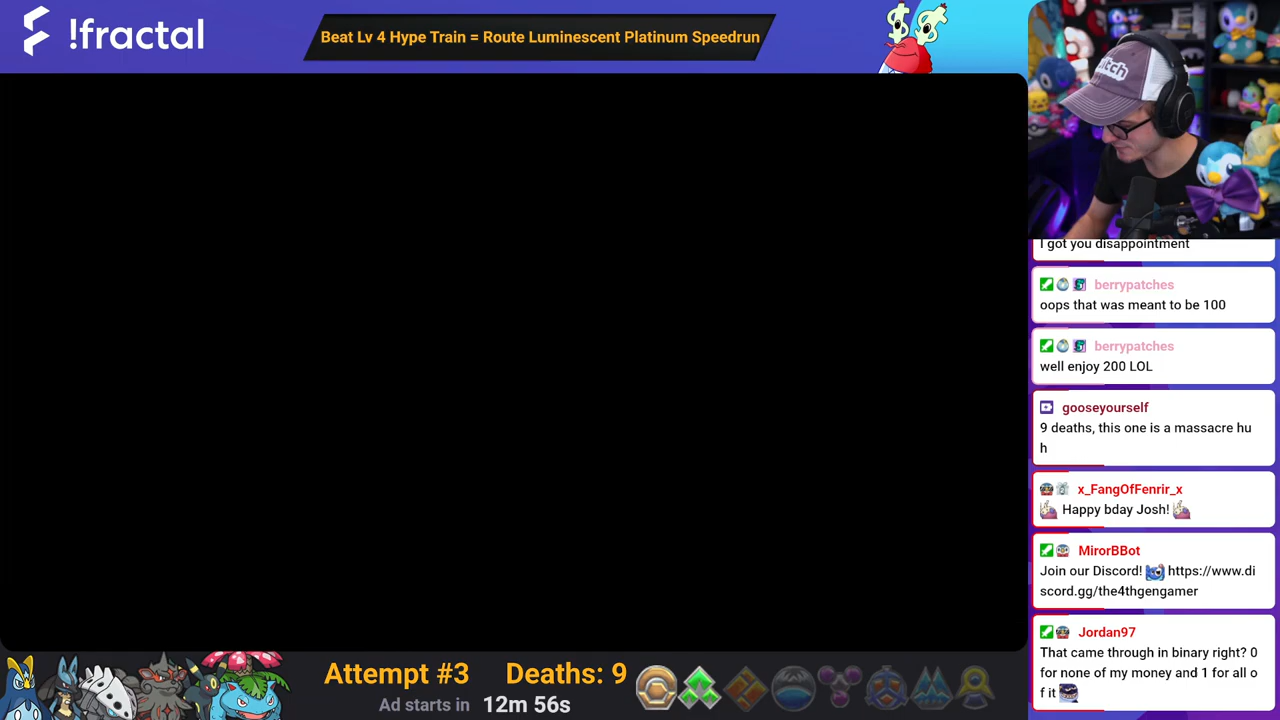 !fractal
Beat Lv 4 Hype Train = Route Luminescent Platinum Speedrun
twitch
I got you disappointment
berrypatches
oops that was meant to be 100
berrypatches
well enjoy 200 LOL
gooseyourself
9 deaths, this one is a massacre hu
h
x_FangOfFenrir_x
Happy bday Josh!
MirorBBot
Join our Discord! https://www.di
scord.gg/the4thgengamer
Jordan97
That came through in binary right? 0
for none of my money and 1 for all o
f it
Attempt #3 Deaths: 9
Ad starts in 12m 56s